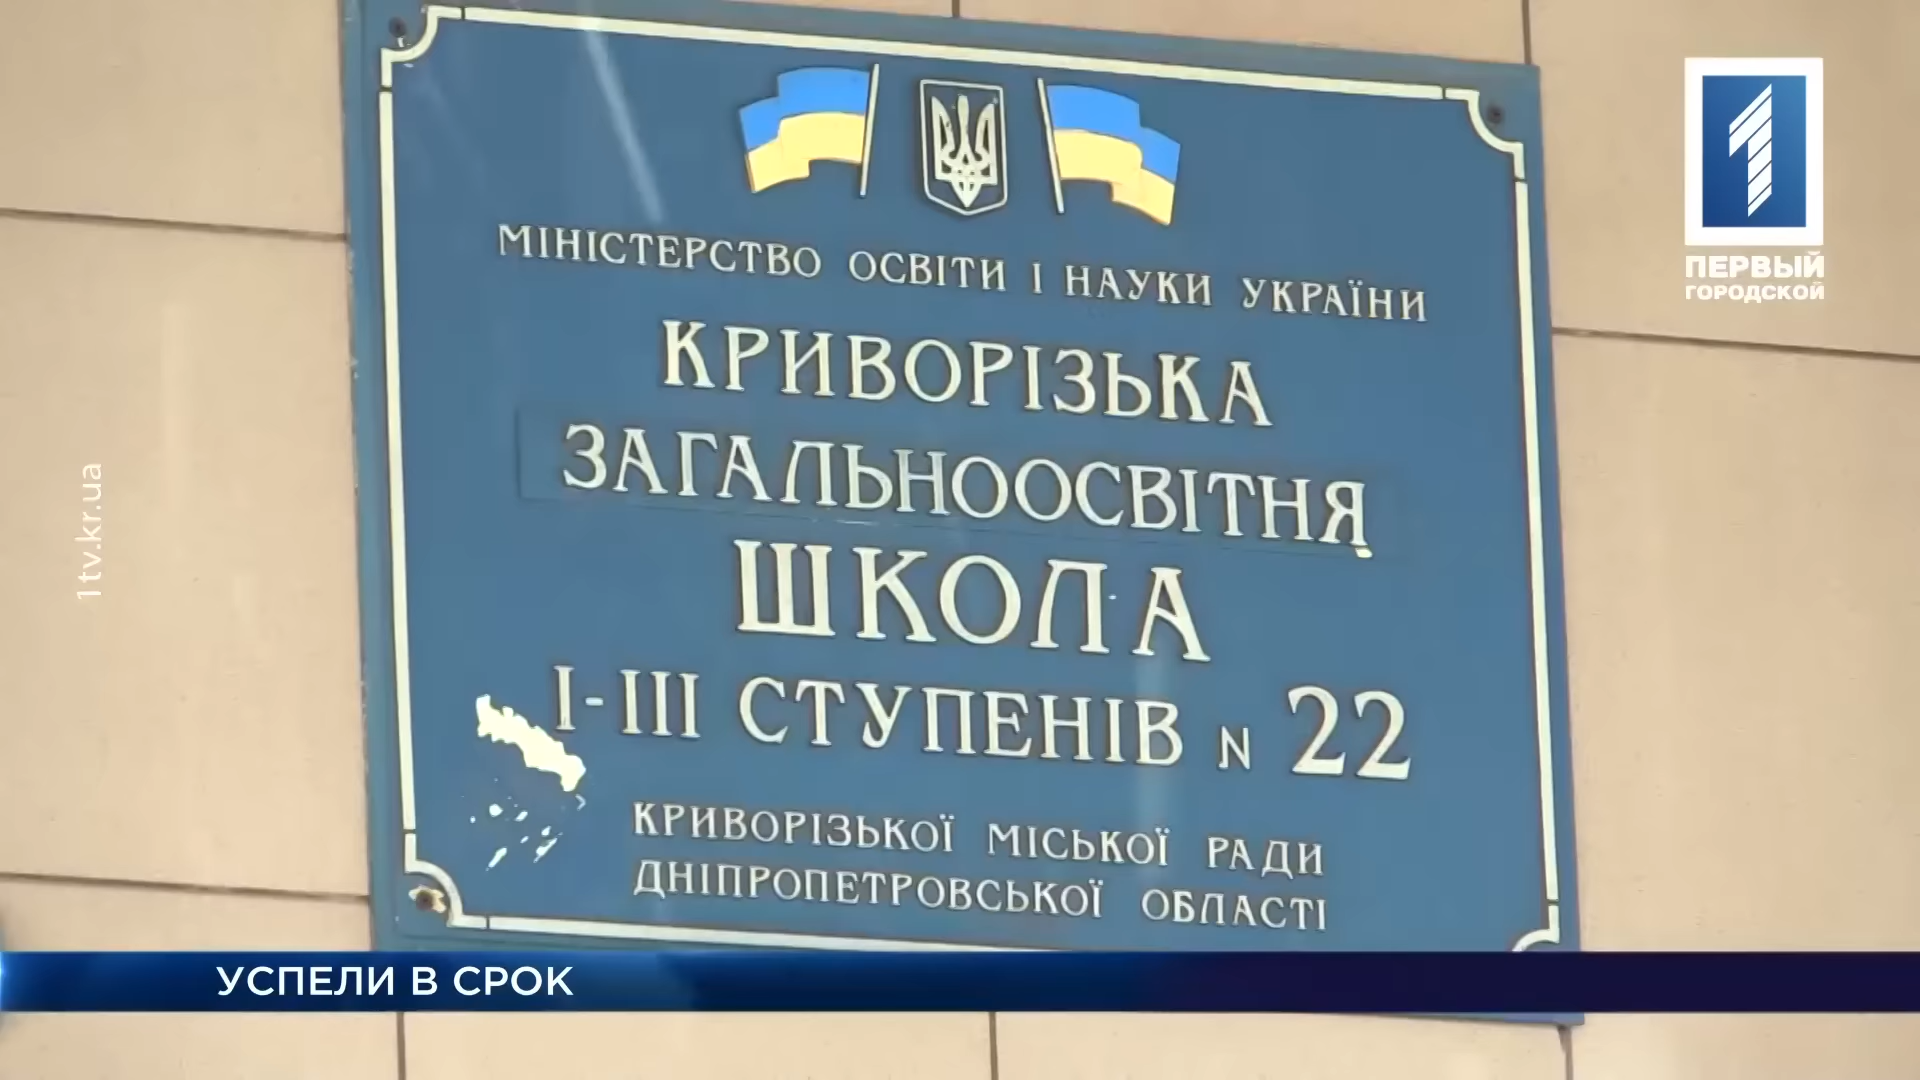 МІНІСТЕРСТВО ОСВІТИ І НАУКИ УКРАЇНИ
КРИВОРІЗЬКА
ЗАГАЛЬНООСВІТНЯ
ШКОЛА
І-ІІІ СТУПЕНІВ N 22
КРИВОРІЗЬКОЇ МІСЬКОЇ РАДИ
ДНІПРОПЕТРОВСЬКОЇ ОБЛАСТІ
1
ПЕРВЫЙ
ГОРОДСКОЙ
1tv.kr.ua
УСПЕЛИ В СРОК